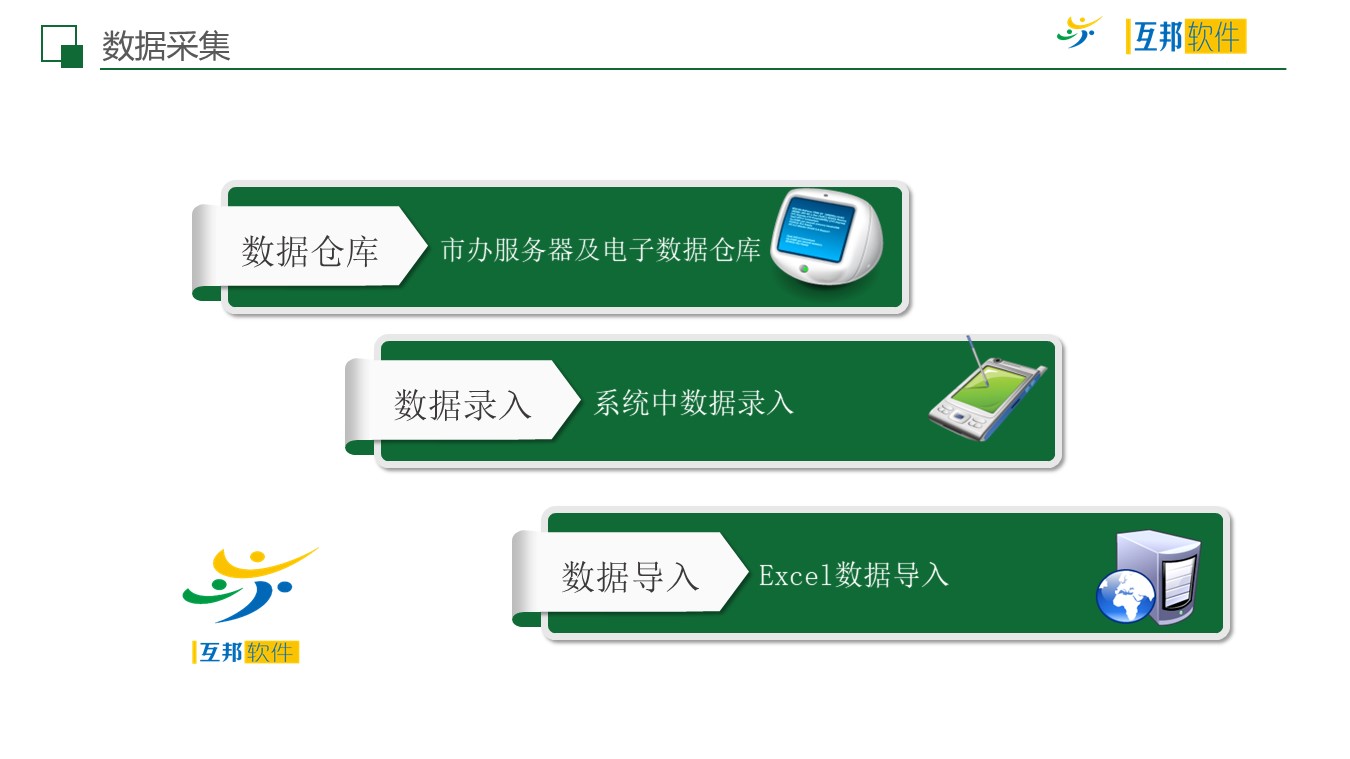 数据采集
互邦软件
数据仓库
市办服务器及电子数据仓库
数据录入
系统中数据录入
数据导入
Excel数据导入
互邦软件